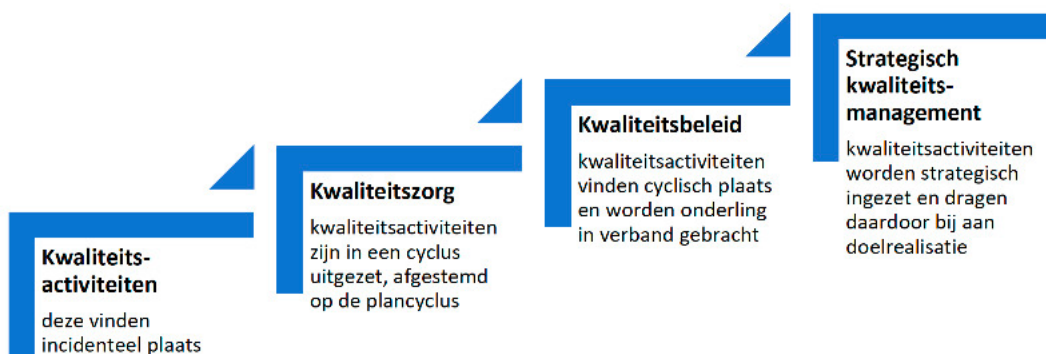 Kwaliteits-
activiteiten
deze vinden
incidenteel plaats
Kwaliteitszorg
kwaliteitsactiviteiten
zijn in een cyclus
uitgezet, afgestemd
op de plancyclus
Kwaliteitsbeleid
kwaliteitsactiviteiten
vinden cyclisch plaats
en worden onderling
in verband gebracht
Strategisch
kwaliteits-
management
kwaliteitsactiviteiten
worden strategisch
ingezet en dragen
daardoor bij aan
doelrealisatie